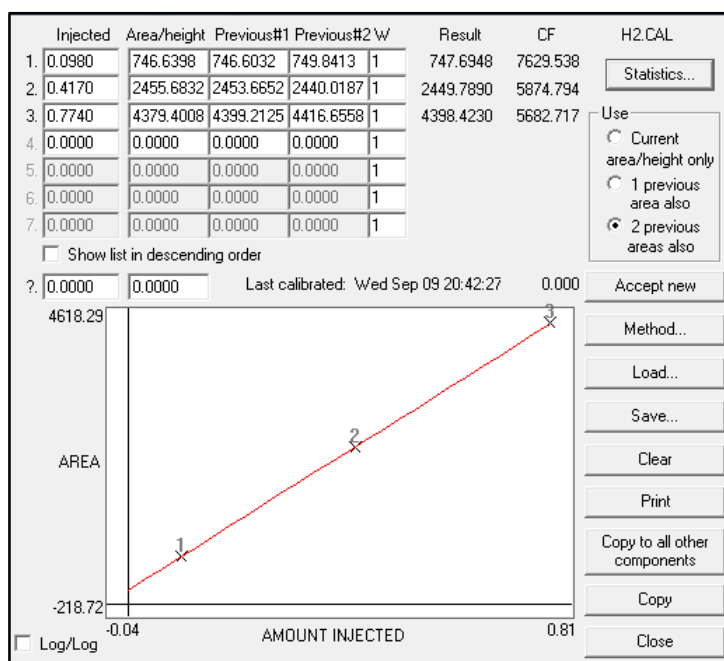 Injected Area/height Previous#1 Previous#2 W Result CF H2.CAL
1. 0.0980 746.6398 746.6032 749.8413 1 747.6948 7629.538
2. 0.4170 2455.6832 2453.6652 2440.0187 1 2449.7890 5874.794
3. 0.7740 4379.4008 4399.2125 4416.6558 1 4398.4230 5682.717
4. 0.0000 0.0000 0.0000 0.0000 1
5. 0.0000 0.0000 0.0000 0.0000 1
6. 0.0000 0.0000 0.0000 0.0000 1
7. 0.0000 0.0000 0.0000 0.0000 1
Statistics...
Use
Current
area/height only
1 previous
area also
2 previous
areas also
Show list in descending order
?. 0.0000 0.0000 Last calibrated: Wed Sep 09 20:42:27 0.000
Accept new
Method...
Load...
Save...
Clear
Print
Copy to all other
components
Copy
Close
4618.29
3
2
AREA
1
-218.72
-0.04 AMOUNT INJECTED 0.81
Log/Log